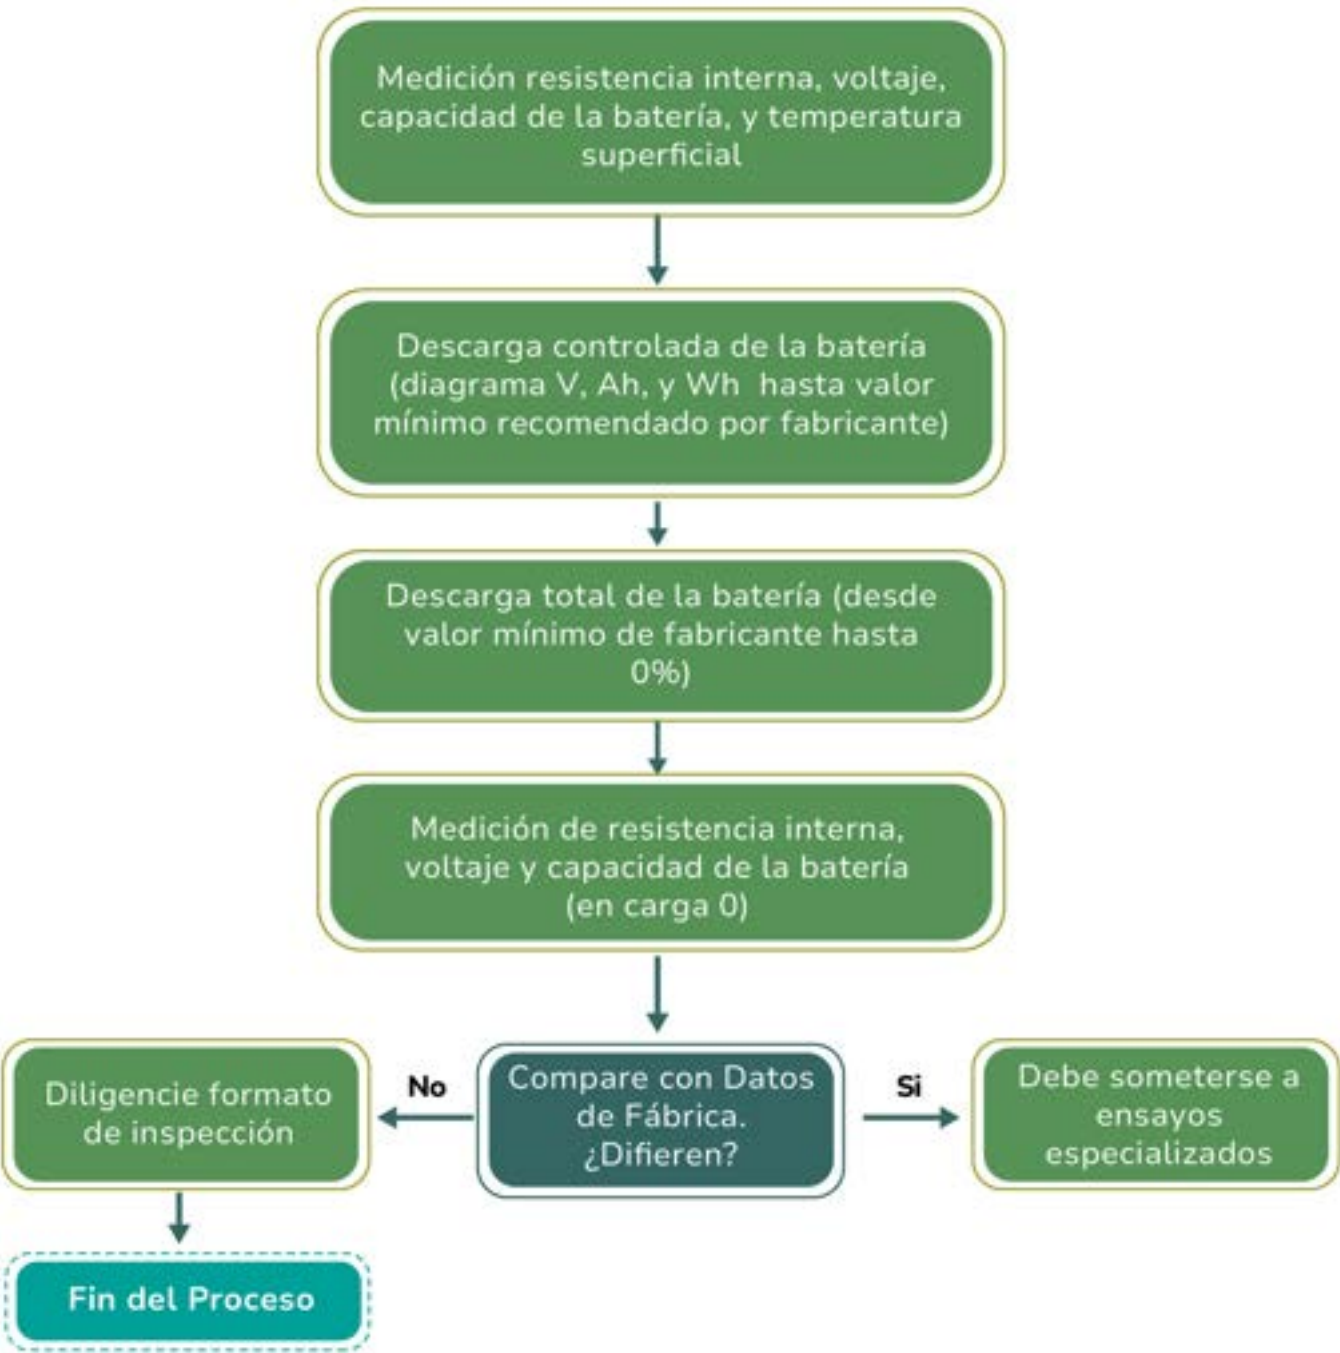 Medición resistencia interna, voltaje,
capacidad de la batería, y temperatura
superficial
Descarga controlada de la batería
(diagrama V, Ah, y Wh hasta valor
mínimo recomendado por fabricante)
Descarga total de la batería (desde
valor mínimo de fabricante hasta
0%)
Medición de resistencia interna,
voltaje y capacidad de la batería
(en carga 0)
Compare con Datos
de Fábrica.
¿Difieren?
No
Diligencie formato
de inspección
Fin del Proceso
Si
Debe someterse a
ensayos
especializados